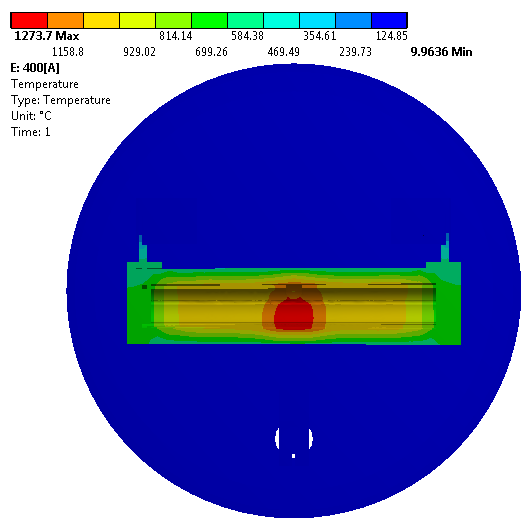 1273.7 Max 814.14 584.38 354.61 124.85
1158.8 929.02 699.26 469.49 239.73 9.9636 Min
E: 400[A]
Temperature
Type: Temperature
Unit: °C
Time: 1